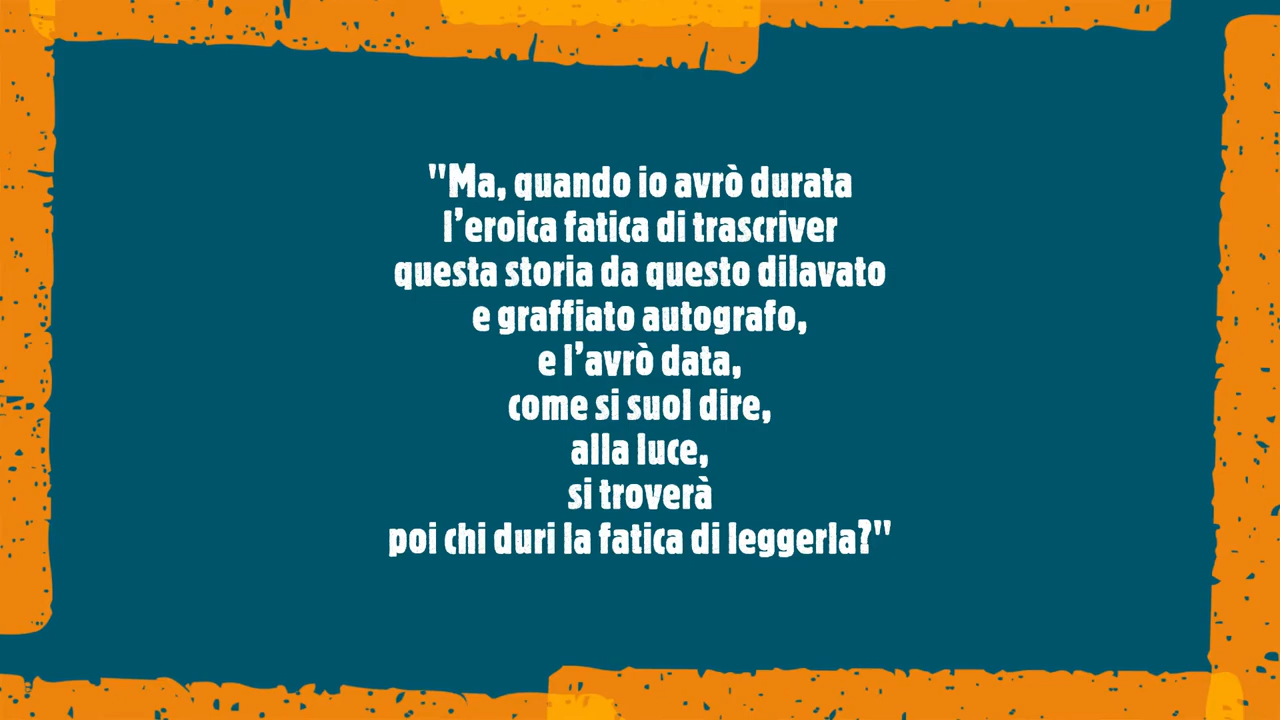 "Ma, quando io avrò durata
l’eroica fatica di trascriver
questa storia da questo dilavato
e graffiato autografo,
e l’avrò data,
come si suol dire,
alla luce,
si troverà
poi chi duri la fatica di leggerla?"